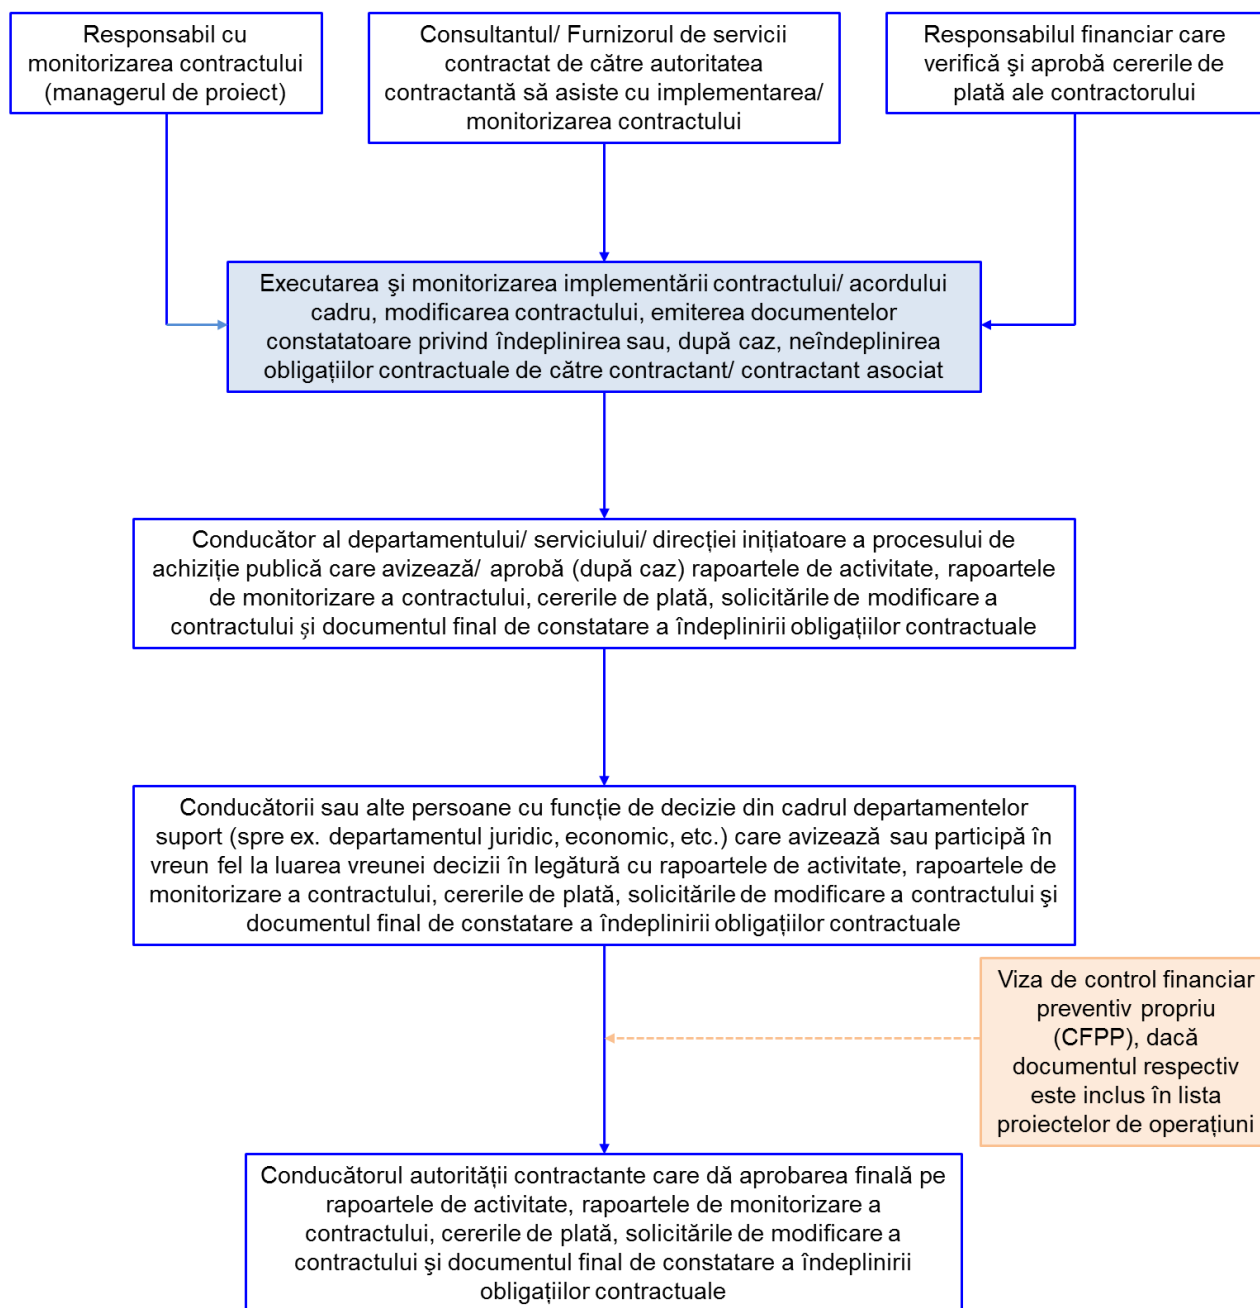 Responsabil cu
monitorizarea contractului
(managerul de proiect)
Consultantul/ Furnizorul de servicii
contractat de către autoritatea
contractantă să asiste cu implementarea/
monitorizarea contractului
Responsabilul financiar care
verifică şi aprobă cererile de
plată ale contractorului
Executarea şi monitorizarea implementării contractului/ acordului
cadru, modificarea contractului, emiterea documentelor
constatatoare privind îndeplinirea sau, după caz, neîndeplinirea
obligațiilor contractuale de către contractant/ contractant asociat
Conducător al departamentului/ serviciului/ direcției inițiatoare a procesului de
achiziție publică care avizează/ aprobă (după caz) rapoartele de activitate, rapoartele
de monitorizare a contractului, cererile de plată, solicitările de modificare a
contractului și documentul final de constatare a îndeplinirii obligațiilor contractuale
Conducătorii sau alte persoane cu funcție de decizie din cadrul departamentelor
suport (spre ex. departamentul juridic, economic, etc.) care avizează sau participă în
vreun fel la luarea vreunei decizii în legătură cu rapoartele de activitate, rapoartele de
monitorizare a contractului, cererile de plată, solicitările de modificare a contractului şi
documentul final de constatare a îndeplinirii obligațiilor contractuale
Viza de control financiar
preventiv propriu
(CFPP), dacă
documentul respectiv
este inclus în lista
proiectelor de operațiuni
Conducătorul autorității contractante care dă aprobarea finală pe
rapoartele de activitate, rapoartele de monitorizare a
contractului, cererile de plată, solicitările de modificare a
contractului şi documentul final de constatare a îndeplinirii
obligațiilor contractuale